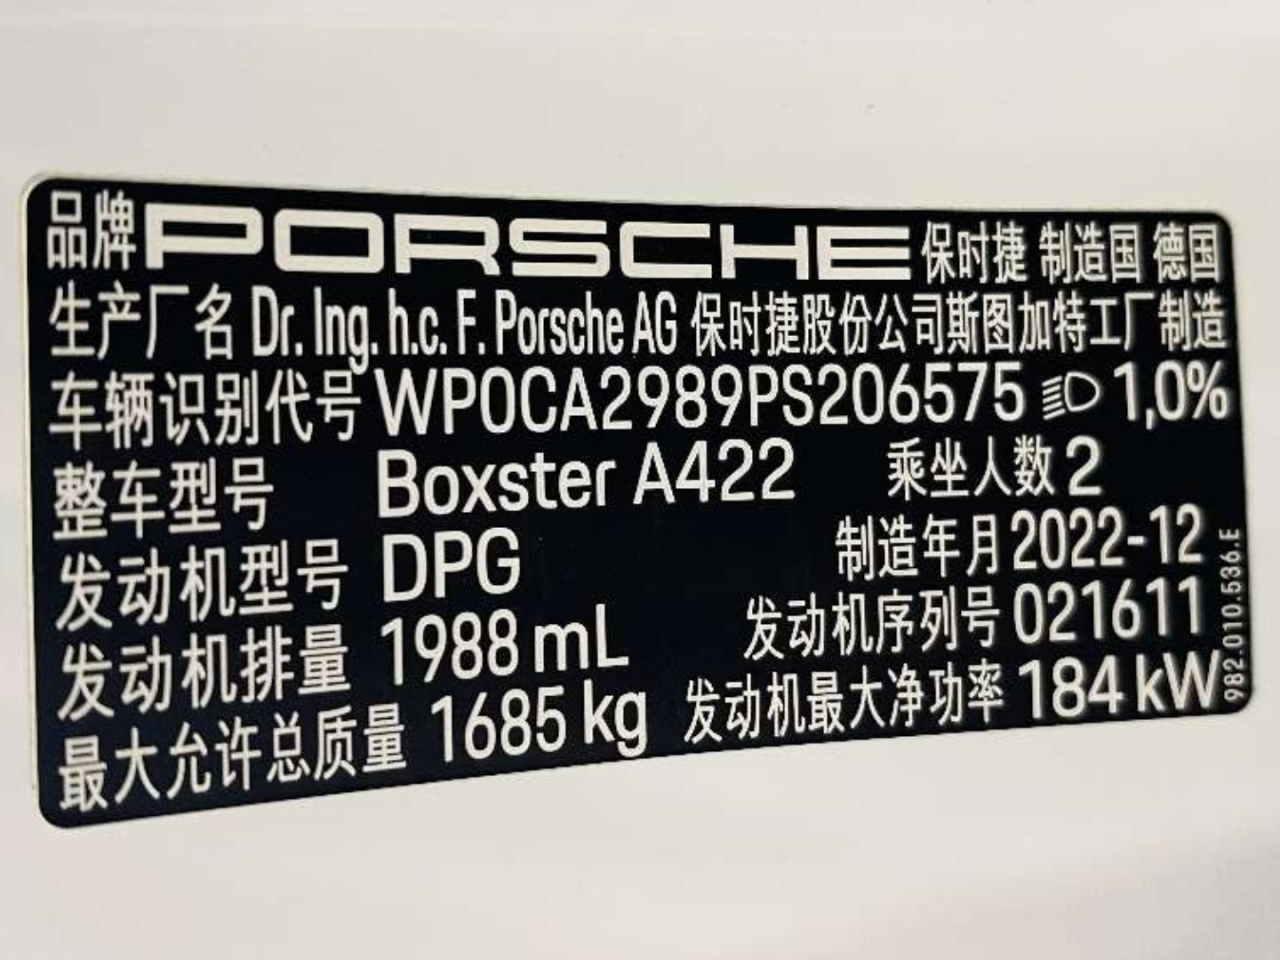 品牌 PORSCHE 保时捷 制造国 德国
生产厂名 Dr. Ing. h.c. F. Porsche AG 保时捷股份公司斯图加特工厂制造
车辆识别代号 WP0CA2989PS206575 1,0%
整车型号 Boxster A422 乘坐人数 2
发动机型号 DPG 制造年月 2022-12
发动机排量 1988 mL 发动机序列号 021611
最大允许总质量 1685 kg 发动机最大净功率 184 kW
982.010.536.E